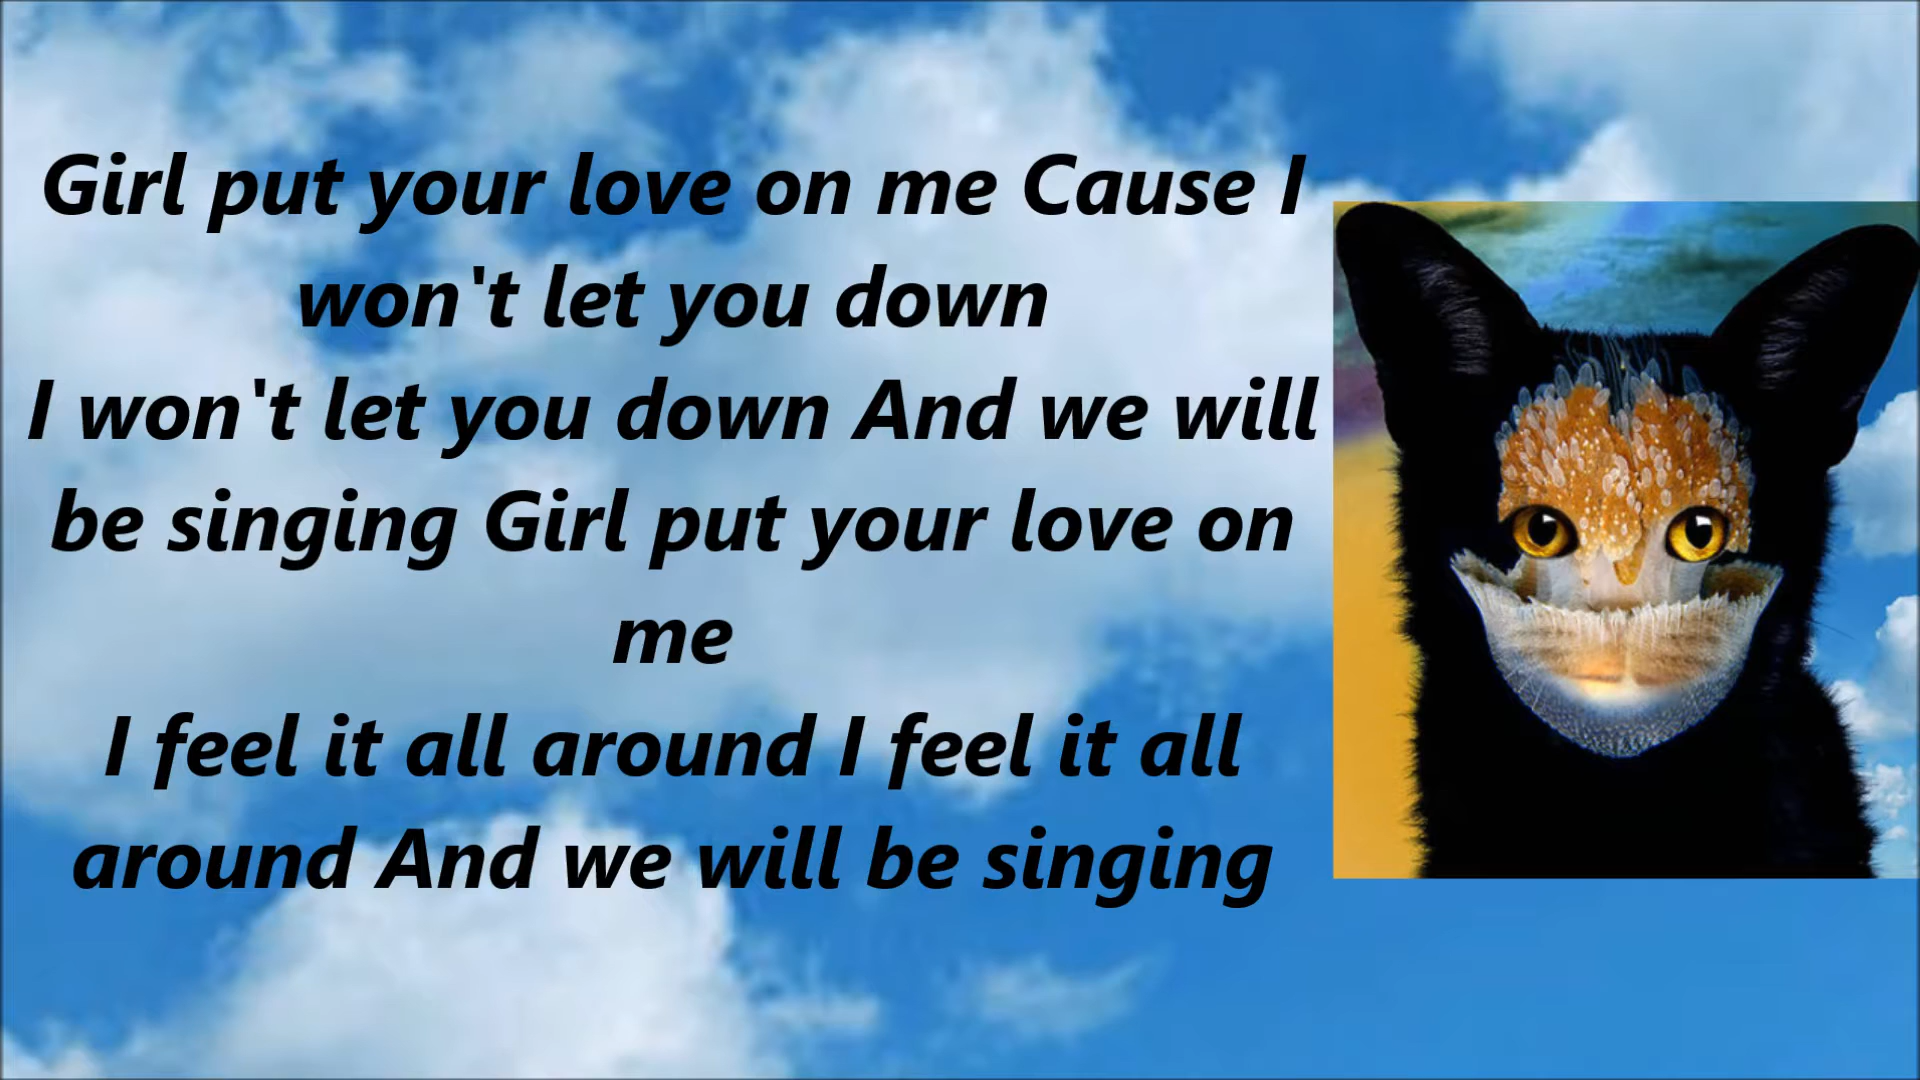 Girl put your love on me Cause I
won't let you down
I won't let you down And we will
be singing Girl put your love on
me
I feel it all around I feel it all
around And we will be singing